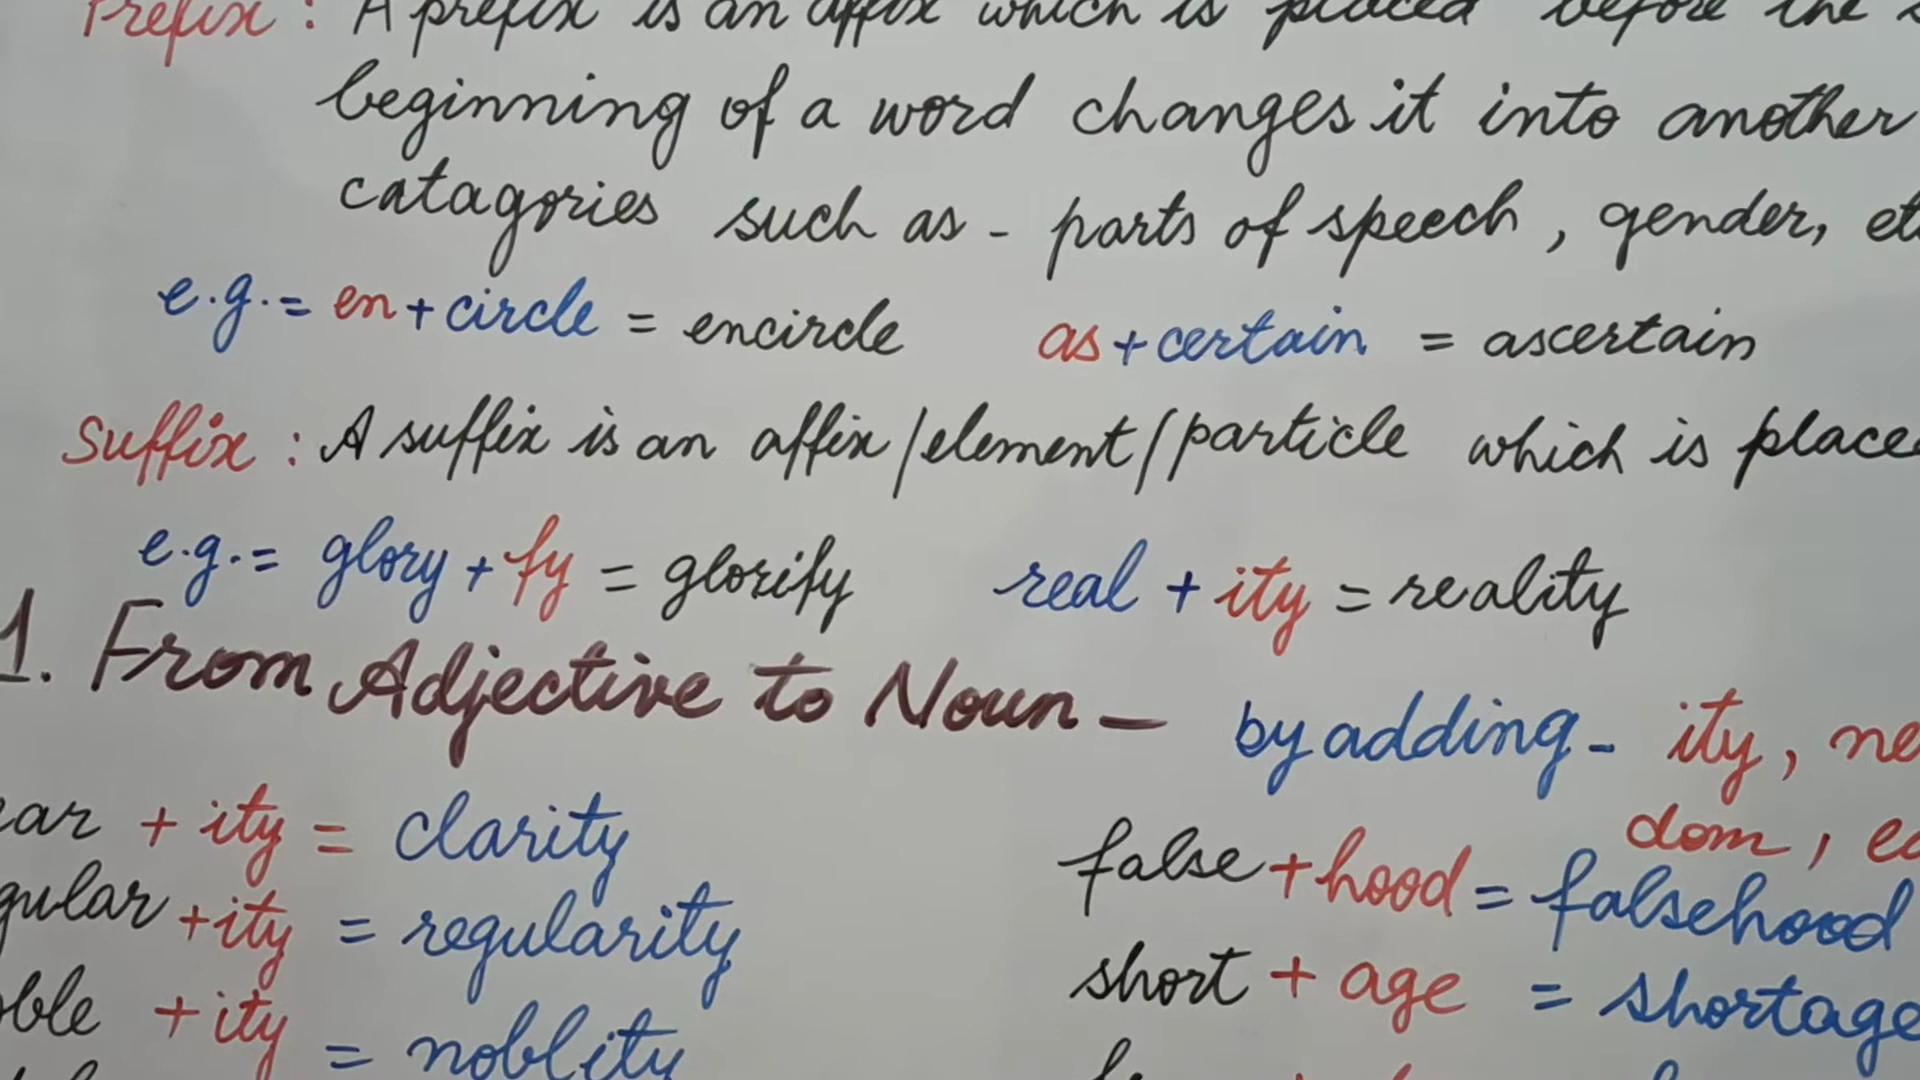 Prefix : A prefix is an affix which is placed before the
beginning of a word changes it into another
catagories such as - parts of speech, gender, et
e.g. = en + circle = encircle as + certain = ascertain
Suffix : A suffix is an affix/element/particle which is place
e.g. = glory + fy = glorify real + ity = reality
1. From Adjective to Noun - by adding - ity, ne
dom, e
ear + ity = clarity false + hood = falsehood
gular + ity = regularity short + age = shortage
oble + ity = noblity